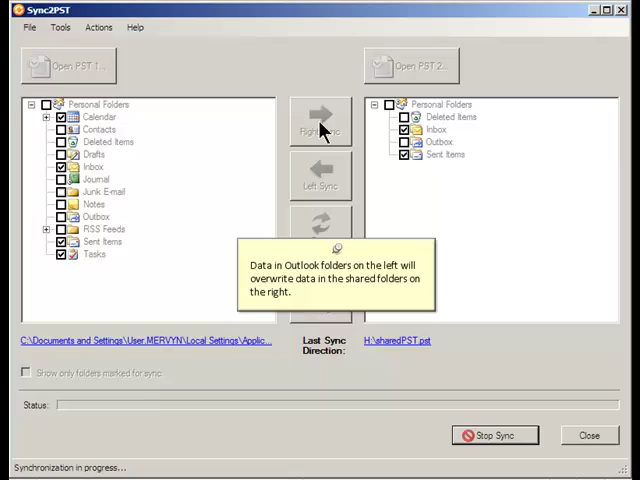 Sync2PST
File Tools Actions Help
Open PST 1...
Open PST 2...
Personal Folders
Calendar
Contacts
Deleted Items
Drafts
Inbox
Journal
Junk E-mail
Notes
Outbox
RSS Feeds
Sent Items
Tasks
Right Sync
Left Sync
Personal Folders
Deleted Items
Inbox
Outbox
Sent Items
Data in Outlook folders on the left will
overwrite data in the shared folders on
the right.
C:\Documents and Settings\User.MERVYN\Local Settings\Applic...
Last Sync
Direction:
H:\sharedPST.pst
Show only folders marked for sync
Status:
Stop Sync
Close
Synchronization in progress...